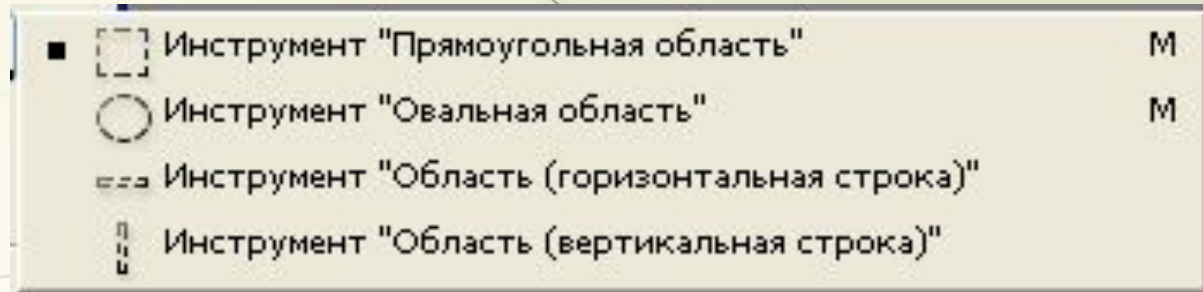 Инструмент "Прямоугольная область" M
Инструмент "Овальная область" M
Инструмент "Область (горизонтальная строка)"
Инструмент "Область (вертикальная строка)"